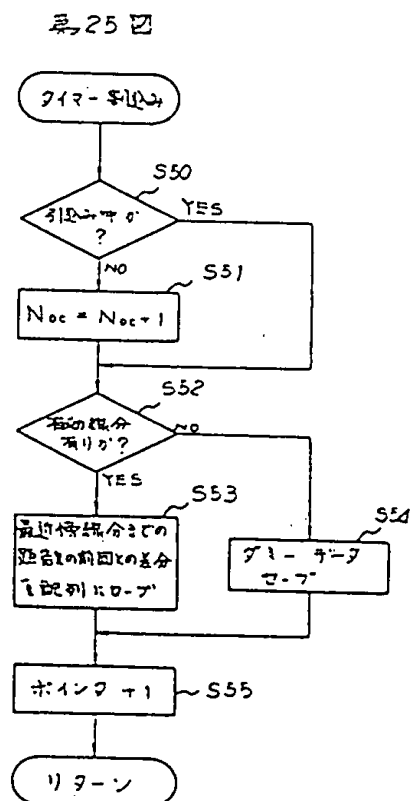 第25図
タイマー割込み
S50
引込み中か
?
YES
NO
S51
Noc = Noc+1
S52
有効線分
有りか?
NO
YES
S53
最近傍線分までの
距離の前回との差分
を配列にセーブ
S54
ダミーデータ
セーブ
ポインタ +1
S55
リターン